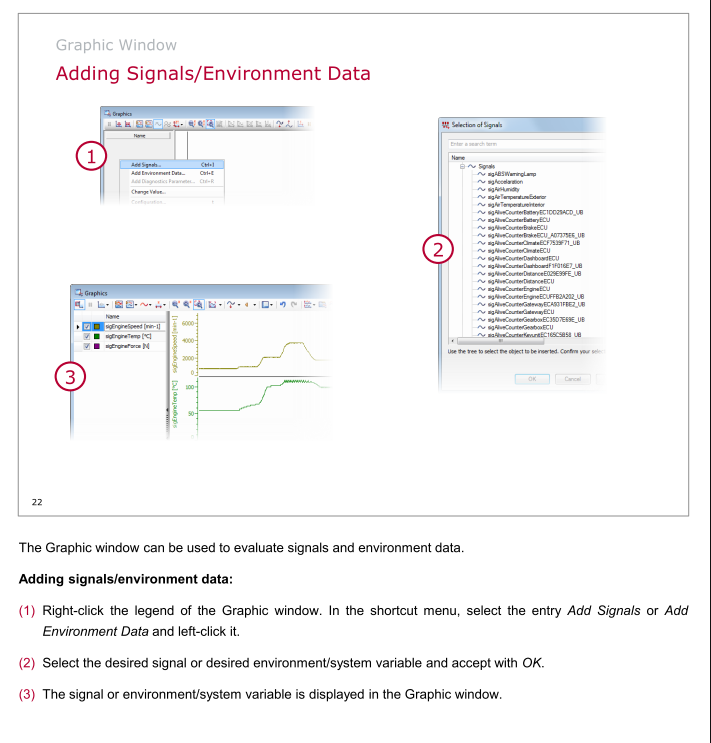 Graphic Window
Adding Signals/Environment Data
Graphics
Name
1
Add Signals... Ctrl+I
Add Environment Data... Ctrl+E
Add Diagnostics Parameter... Ctrl+R
Change Value...
Configuration...
Selection of Signals
Enter a search term
Name
Signals
sigABSWarningLamp
sigAcceleration
sigAirHumidity
sigAirTemperatureExterior
sigAirTemperatureInterior
sigAliveCounterBatteryEC1DD29ACD_UB
sigAliveCounterBatteryECU
sigAliveCounterBrakeECU
sigAliveCounterBrakeECU_A07375E6_UB
sigAliveCounterClimateECF7539F71_UB
sigAliveCounterClimateECU
sigAliveCounterDashboardECU
sigAliveCounterDashboardF1F016E7_UB
sigAliveCounterDistanceE029E99FE_UB
sigAliveCounterDistanceECU
sigAliveCounterEngineECU
sigAliveCounterEngineECUFFB2A202_UB
sigAliveCounterGatewayECA931FBE2_UB
sigAliveCounterGatewayECU
sigAliveCounterGearboxEC35D7E69E_UB
sigAliveCounterGearboxECU
sigAliveCounterKeyunitEC165C5B50_UB
Use the tree to select the object to be inserted. Confirm your selec
OK Cancel
2
Graphics
Name
sigEngineSpeed [min-1]
sigEngineTemp [°C]
sigEngineForce [N]
3
sigEngineSpeed [min-1]
6000
4000
2000
0
sigEngineTemp [°C]
100
50
22
The Graphic window can be used to evaluate signals and environment data.
Adding signals/environment data:
(1) Right-click the legend of the Graphic window. In the shortcut menu, select the entry Add Signals or Add
Environment Data and left-click it.
(2) Select the desired signal or desired environment/system variable and accept with OK.
(3) The signal or environment/system variable is displayed in the Graphic window.